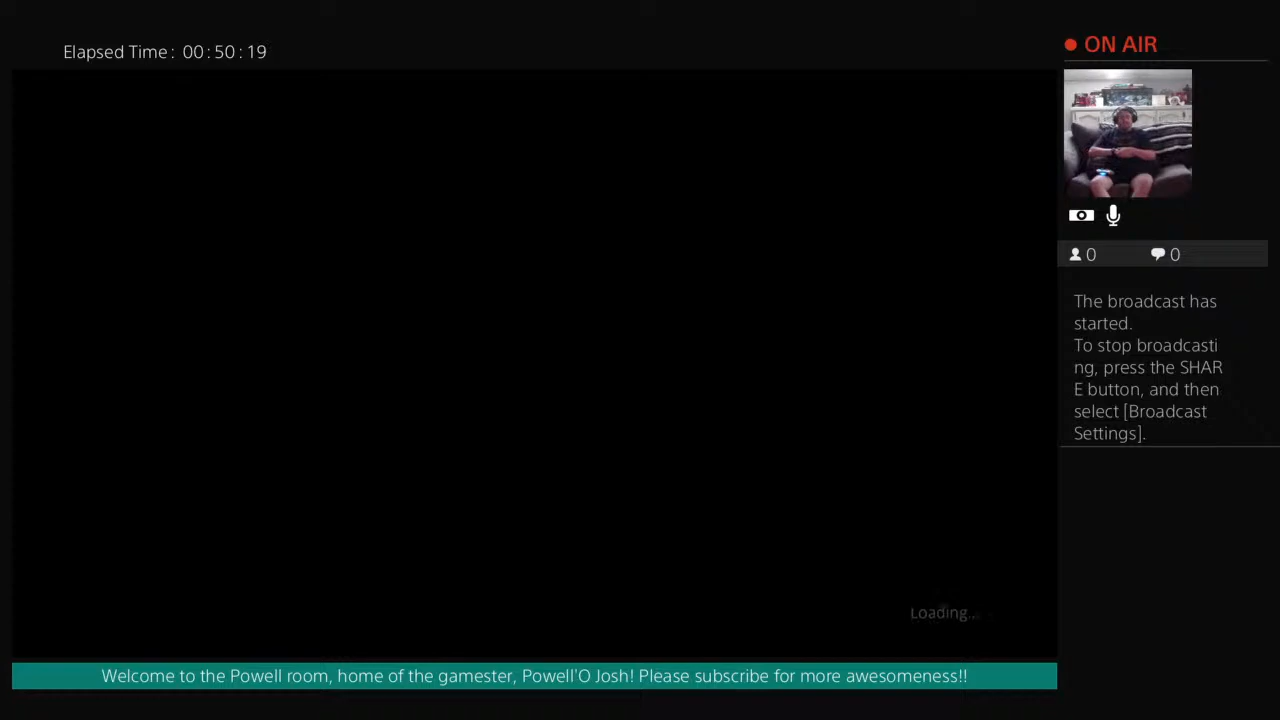 Elapsed Time: 00:50:19
ON AIR
0 0
The broadcast has
started.
To stop broadcasti
ng, press the SHAR
E button, and then
select [Broadcast
Settings].
Loading...
Welcome to the Powell room, home of the gamester, Powell'O Josh! Please subscribe for more awesomeness!!